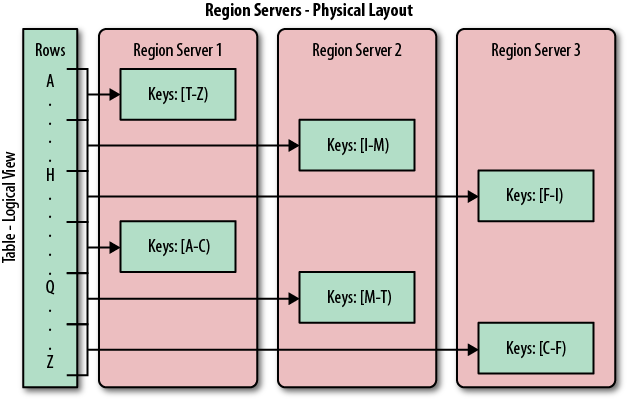 Region Servers - Physical Layout
Table - Logical View
Rows
A
.
.
.
.
H
.
.
.
.
.
Q
.
.
.
Z
Region Server 1
Keys: [T-Z)
Keys: [A-C)
Region Server 2
Keys: [I-M)
Keys: [M-T)
Region Server 3
Keys: [F-I)
Keys: [C-F)